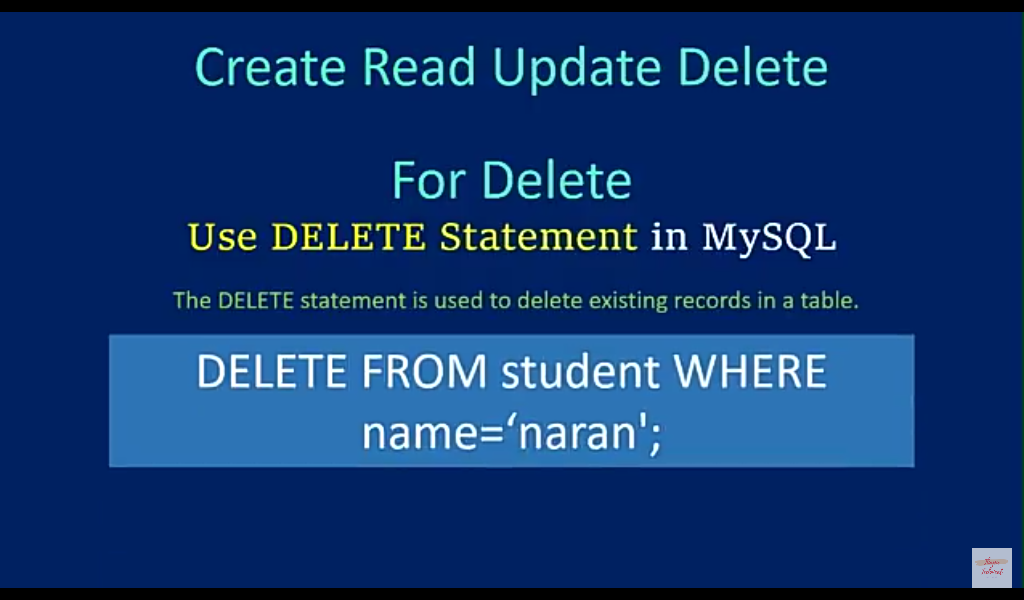 Create Read Update Delete
For Delete
Use DELETE Statement in MySQL
The DELETE statement is used to delete existing records in a table.
DELETE FROM student WHERE
name=‘naran';